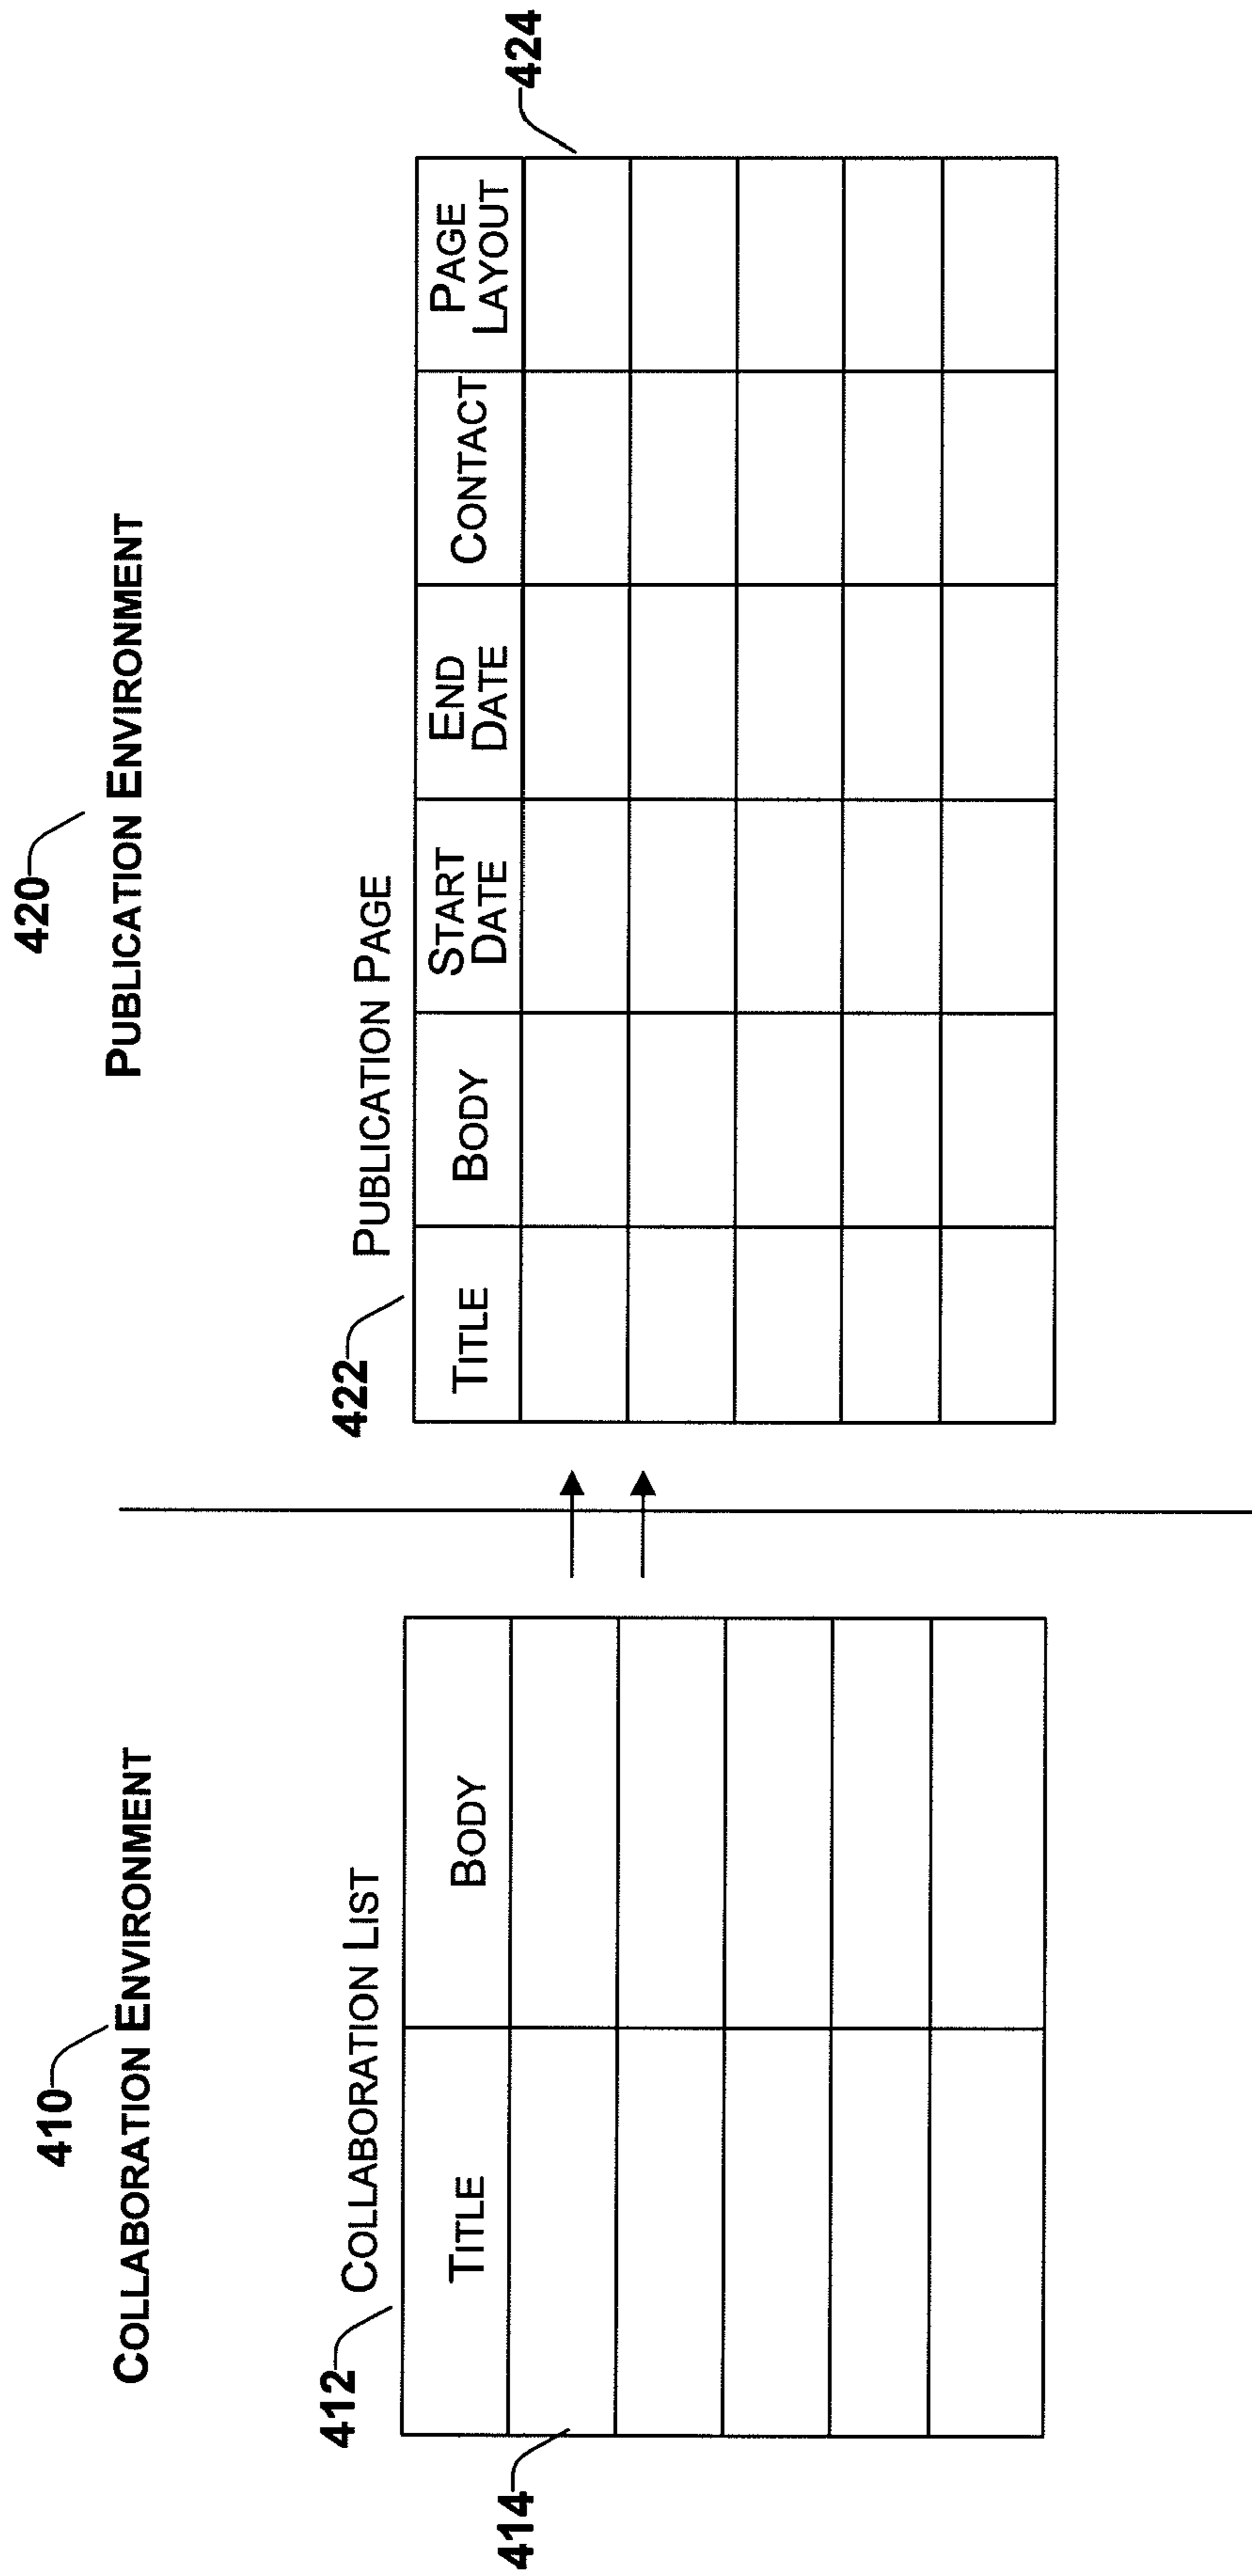 410
COLLABORATION ENVIRONMENT
412
COLLABORATION LIST
TITLE
BODY
414
420
PUBLICATION ENVIRONMENT
422
PUBLICATION PAGE
TITLE
BODY
START
DATE
END
DATE
CONTACT
PAGE
LAYOUT
424